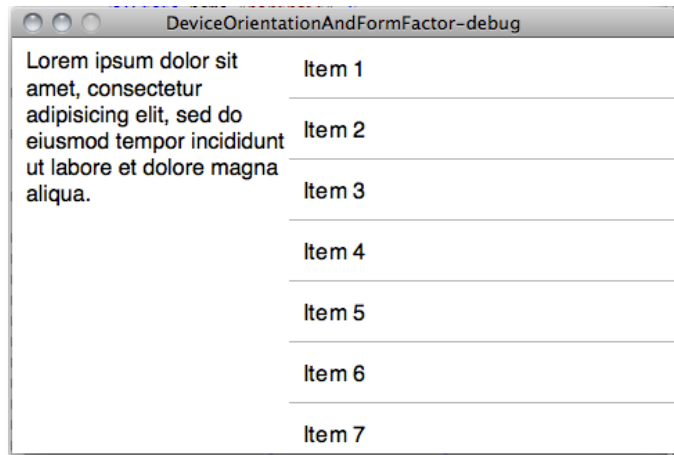 DeviceOrientationAndFormFactor-debug
Lorem ipsum dolor sit
amet, consectetur
adipisicing elit, sed do
eiusmod tempor incididunt
ut labore et dolore magna
aliqua.
Item 1
Item 2
Item 3
Item 4
Item 5
Item 6
Item 7